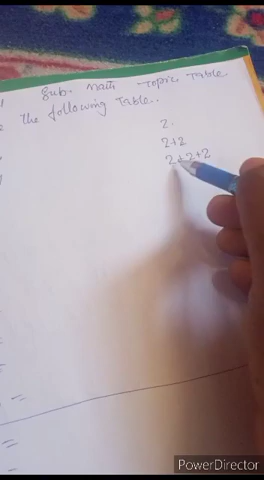 Sub. Math Topic Table
The following Table.
2.
2+2
2+2+2
PowerDirector